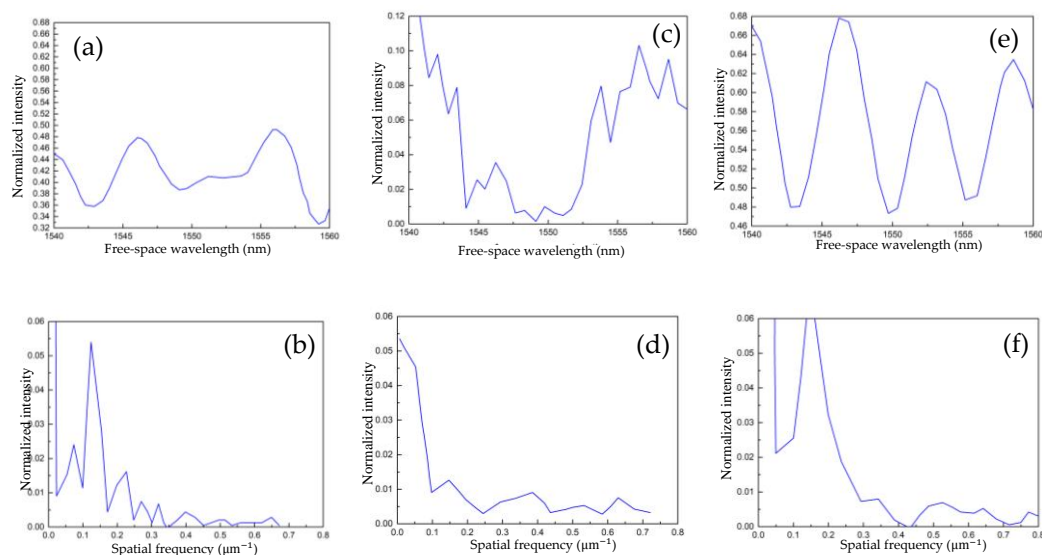 (a)
Normalized intensity
0.68
0.66
0.64
0.62
0.60
0.58
0.56
0.54
0.52
0.50
0.48
0.46
0.44
0.42
0.40
0.38
0.36
0.34
0.32
1540 1545 1550 1555 1560
Free-space wavelength (nm)
(c)
Normalized intensity
0.12
0.10
0.08
0.06
0.04
0.02
0.00
1540 1545 1550 1555 1560
Free-space wavelength (nm)
(e)
Normalized intensity
0.68
0.66
0.64
0.62
0.60
0.58
0.56
0.54
0.52
0.50
0.48
0.46
1540 1545 1550 1555 1560
Free-space wavelength (nm)
(b)
Normalized intensity
0.06
0.05
0.04
0.03
0.02
0.01
0.00
0.0 0.1 0.2 0.3 0.4 0.5 0.6 0.7 0.8
Spatial frequency (μm⁻¹)
(d)
Normalized intensity
0.06
0.05
0.04
0.03
0.02
0.01
0.00
0.0 0.1 0.2 0.3 0.4 0.5 0.6 0.7 0.8
Spatial frequency (μm⁻¹)
(f)
Normalized intensity
0.06
0.05
0.04
0.03
0.02
0.01
0.00
0.0 0.1 0.2 0.3 0.4 0.5 0.6 0.7 0.8
Spatial frequency (μm⁻¹)